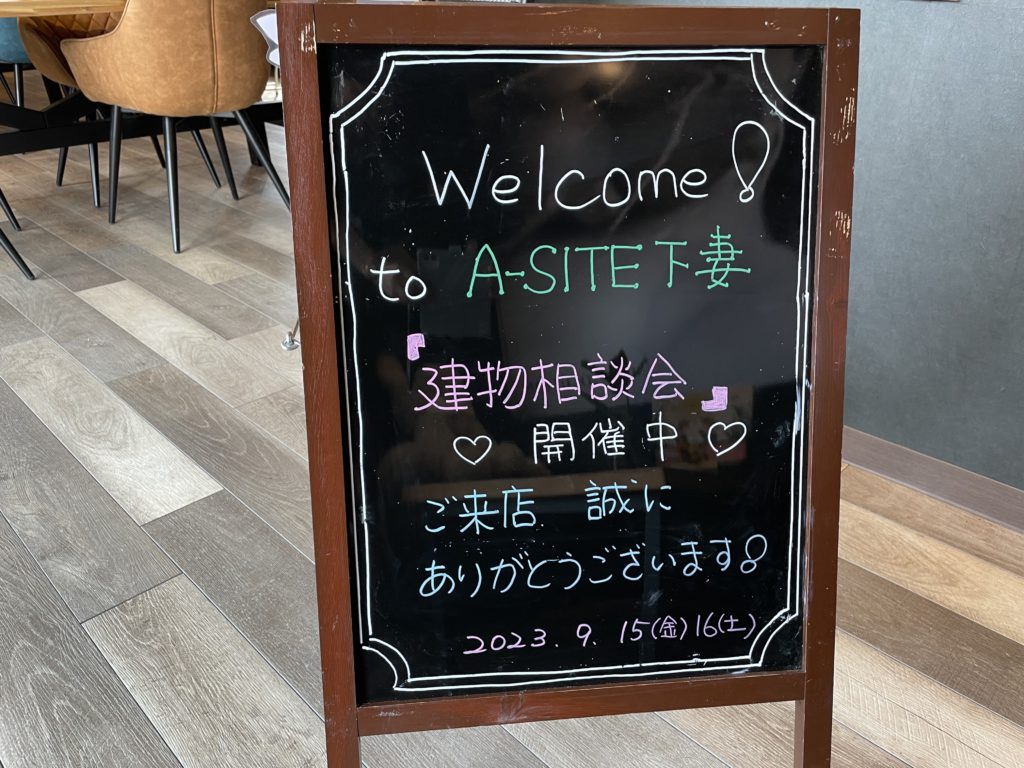 Welcome!
to A-SITE下妻
『建物相談会』
♡ 開催中 ♡
ご来店 誠に
ありがとうございます!
2023. 9. 15(金)16(土)